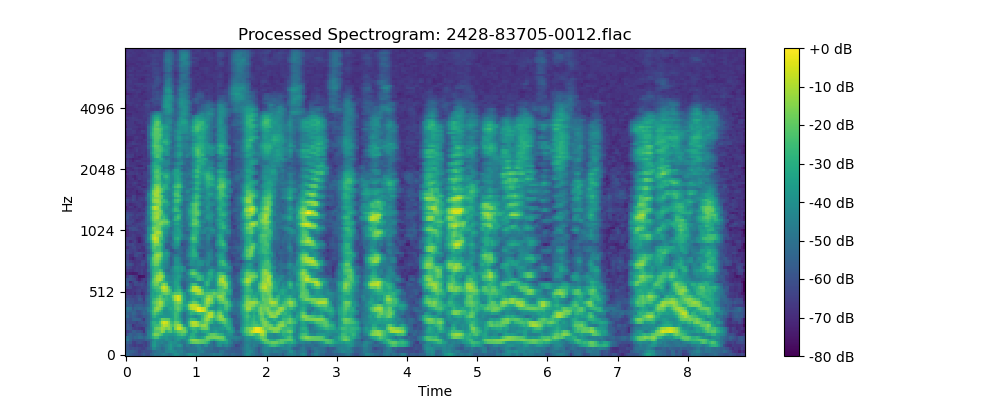 Processed Spectrogram: 2428-83705-0012.flac
Hz
4096
2048
1024
512
0
0 1 2 3 4 5 6 7 8
Time
+0 dB
-10 dB
-20 dB
-30 dB
-40 dB
-50 dB
-60 dB
-70 dB
-80 dB